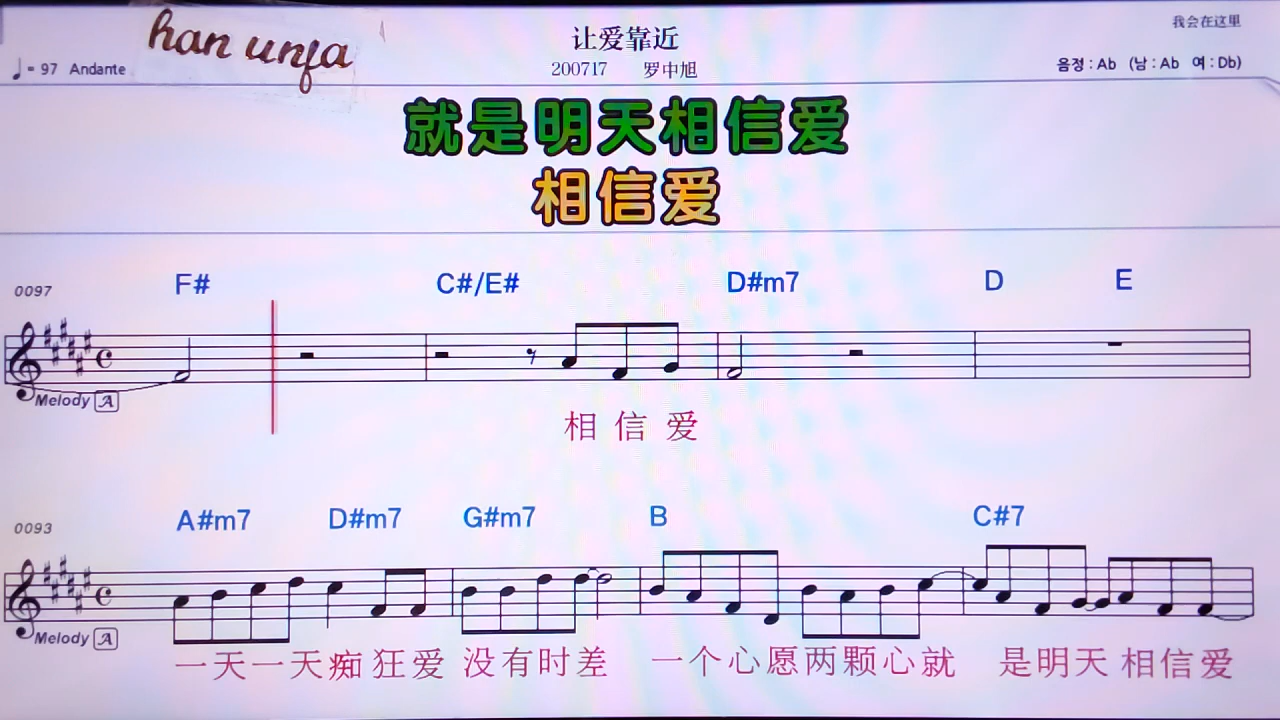 han unfa
让爱靠近
我会在这里
♩= 97 Andante
200717 罗中旭
음정 : Ab (남 : Ab 여 : Db)
就是明天相信爱
相信爱
0097
F# C#/E# D#m7 D E
Melody A
相 信 爱
0093
A#m7 D#m7 G#m7 B C#7
Melody A
一天一天痴狂爱 没有时差 一个心愿两颗心就 是明天 相信爱